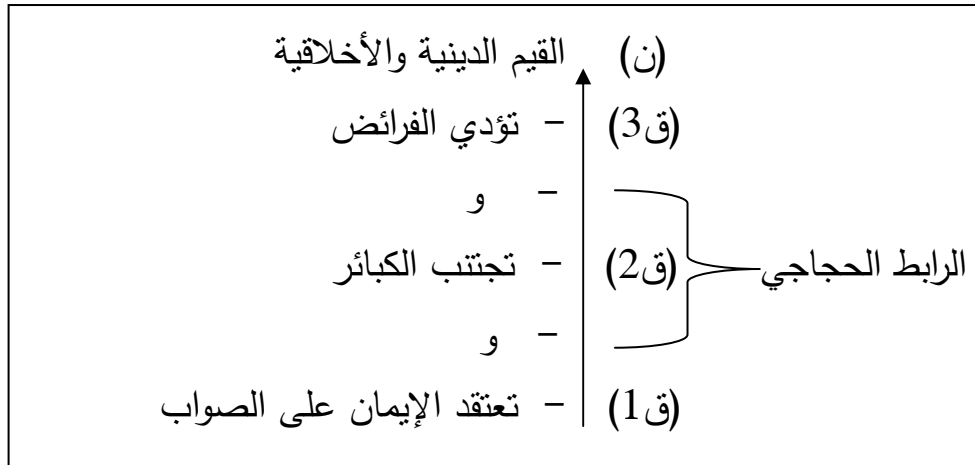 (ن) القيم الدينية والأخلاقية
(ق3) – تؤدي الفرائض
– و
الرابط الحجاجي (ق2) – تجتنب الكبائر
– و
(ق1) – تعتقد الإيمان على الصواب